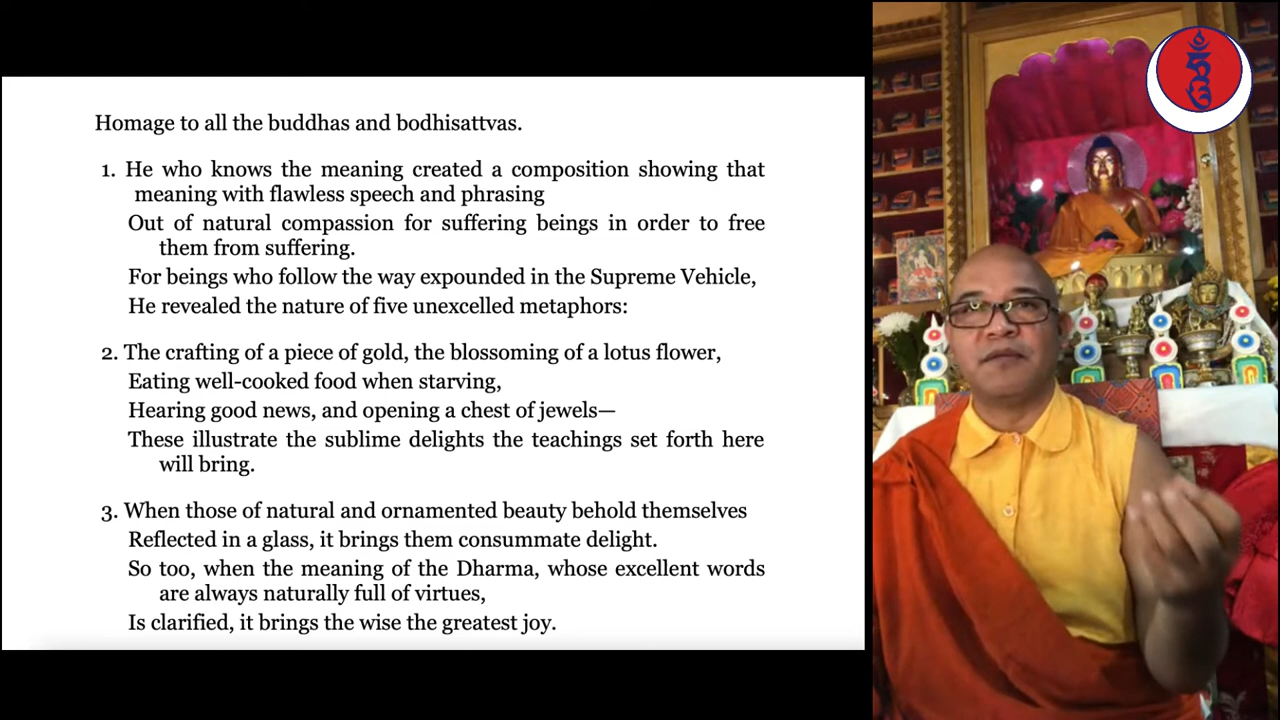 Homage to all the buddhas and bodhisattvas.
1. He who knows the meaning created a composition showing that
meaning with flawless speech and phrasing
Out of natural compassion for suffering beings in order to free
them from suffering.
For beings who follow the way expounded in the Supreme Vehicle,
He revealed the nature of five unexcelled metaphors:
2. The crafting of a piece of gold, the blossoming of a lotus flower,
Eating well-cooked food when starving,
Hearing good news, and opening a chest of jewels—
These illustrate the sublime delights the teachings set forth here
will bring.
3. When those of natural and ornamented beauty behold themselves
Reflected in a glass, it brings them consummate delight.
So too, when the meaning of the Dharma, whose excellent words
are always naturally full of virtues,
Is clarified, it brings the wise the greatest joy.